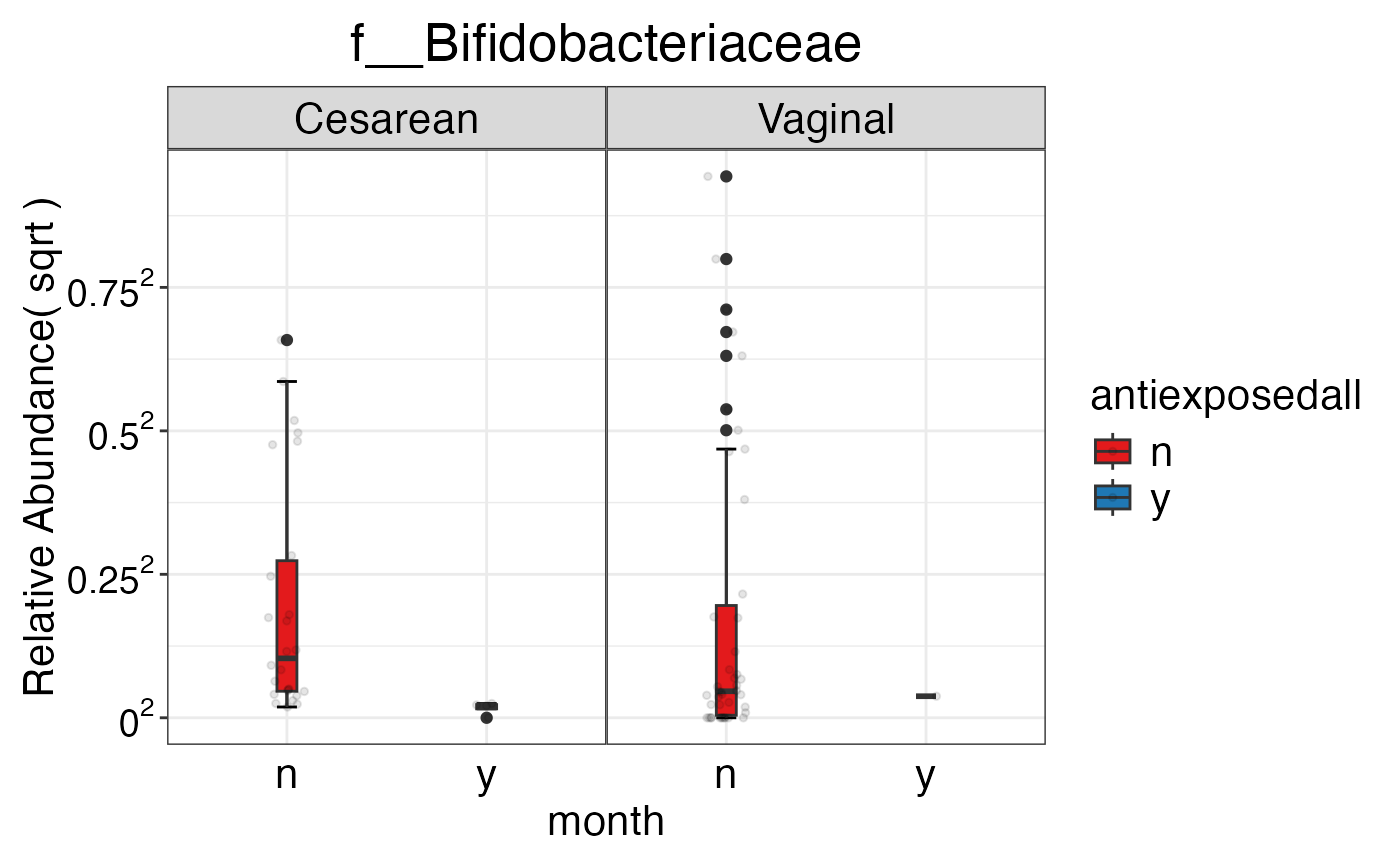 f__Bifidobacteriaceae
Cesarean Vaginal
Relative Abundance( sqrt )
0.75²
0.5²
0.25²
0²
n y n y
month
antiexposedall
n
y